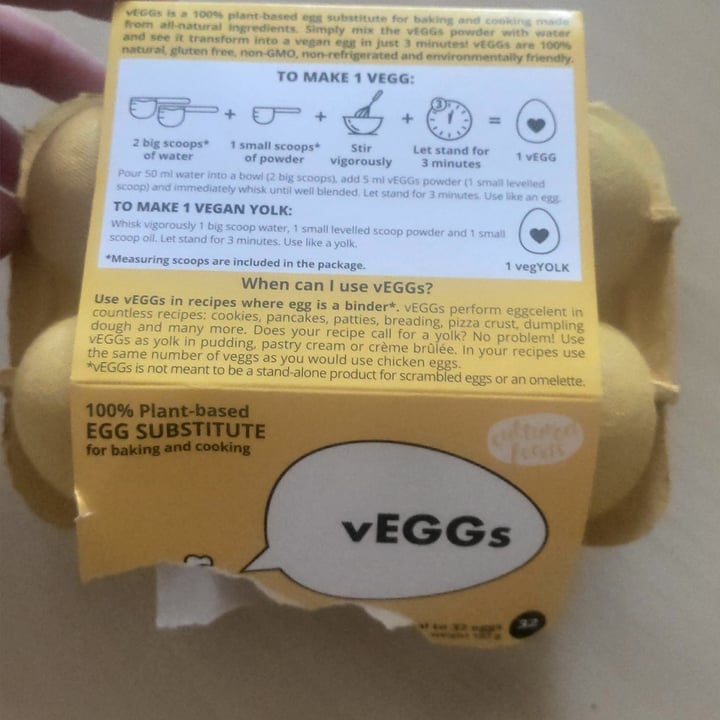 vEGGs is a 100% plant-based egg substitute for baking and cooking made
from all-natural ingredients. Simply mix the vEGGs powder with water
and see it transform into a vegan egg in just 3 minutes! vEGGs are 100%
natural, gluten free, non-GMO, non-refrigerated and environmentally friendly.
TO MAKE 1 VEGG:
+ + + =
3
2 big scoops*
of water
1 small scoops*
of powder
Stir
vigorously
Let stand for
3 minutes
1 vEGG
Pour 50 ml water into a bowl (2 big scoops), add 5 ml vEGGs powder (1 small levelled
scoop) and immediately whisk until well blended. Let stand for 3 minutes. Use like an egg.
TO MAKE 1 VEGAN YOLK:
Whisk vigorously 1 big scoop water, 1 small levelled scoop powder and 1 small
scoop oil. Let stand for 3 minutes. Use like a yolk.
*Measuring scoops are included in the package.
1 vegYOLK
When can I use vEGGs?
Use vEGGs in recipes where egg is a binder*. vEGGs perform eggcelent in
countless recipes: cookies, pancakes, patties, breading, pizza crust, dumpling
dough and many more. Does your recipe call for a yolk? No problem! Use
vEGGs as yolk in pudding, pastry cream or crème brûlée. In your recipes use
the same number of veggs as you would use chicken eggs.
*vEGGs is not meant to be a stand-alone product for scrambled eggs or an omelette.
100% Plant-based
EGG SUBSTITUTE
for baking and cooking
cultured
foods
vEGGs
to 32 eggs
weight
32